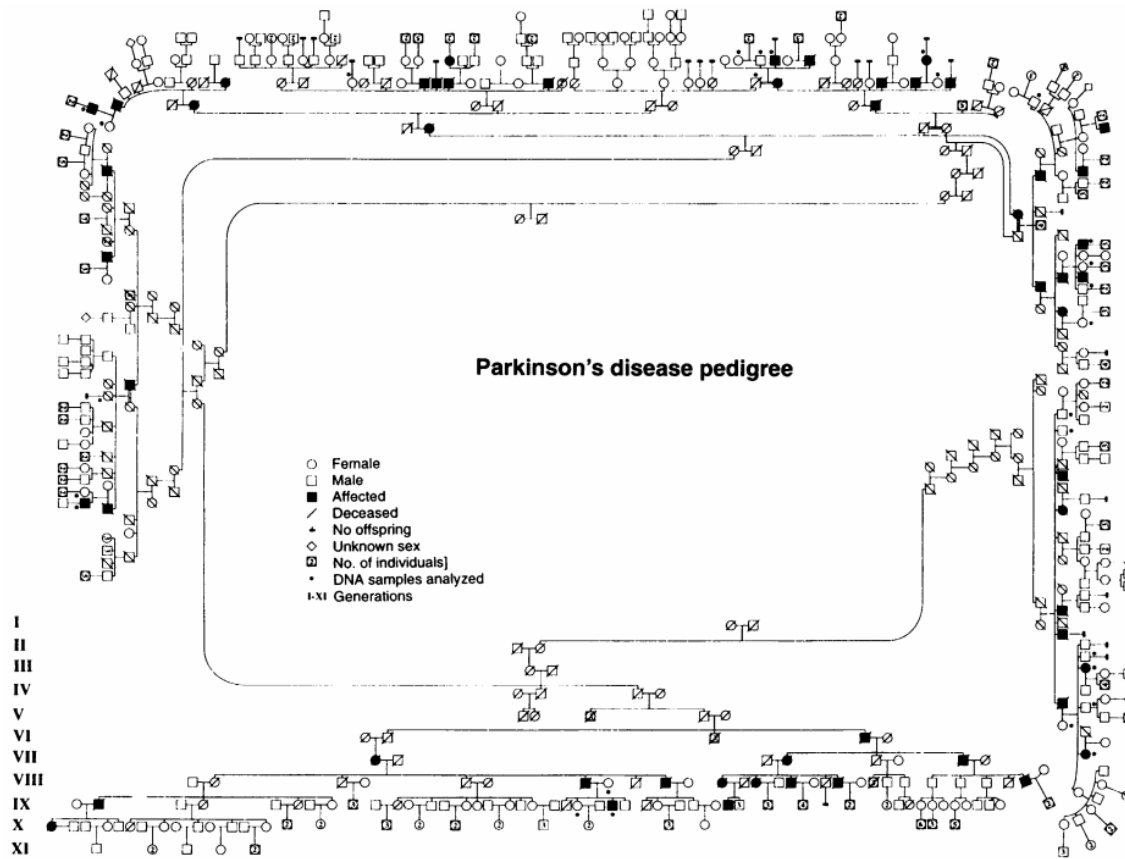 Parkinson's disease pedigree
Female
Male
Affected
Deceased
No offspring
Unknown sex
No. of individuals]
DNA samples analyzed
I-XI Generations
I
II
III
IV
V
VI
VII
VIII
IX
X
XI